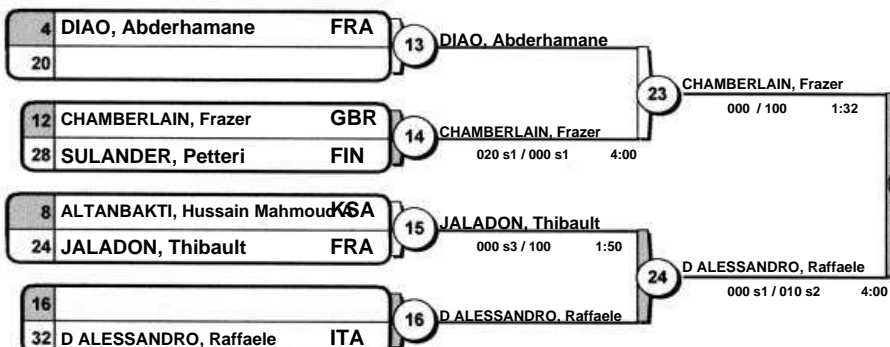 4 DIAO, Abderhamane FRA
20
13
DIAO, Abderhamane
12 CHAMBERLAIN, Frazer GBR
28 SULANDER, Petteri FIN
14
CHAMBERLAIN, Frazer
020 s1 / 000 s1 4:00
23
CHAMBERLAIN, Frazer
000 / 100 1:32
8 ALTANBAKTI, Hussain Mahmoud A KSA
24 JALADON, Thibault FRA
15
JALADON, Thibault
000 s3 / 100 1:50
16
32 D ALESSANDRO, Raffaele ITA
16
D ALESSANDRO, Raffaele
24
D ALESSANDRO, Raffaele
000 s1 / 010 s2 4:00